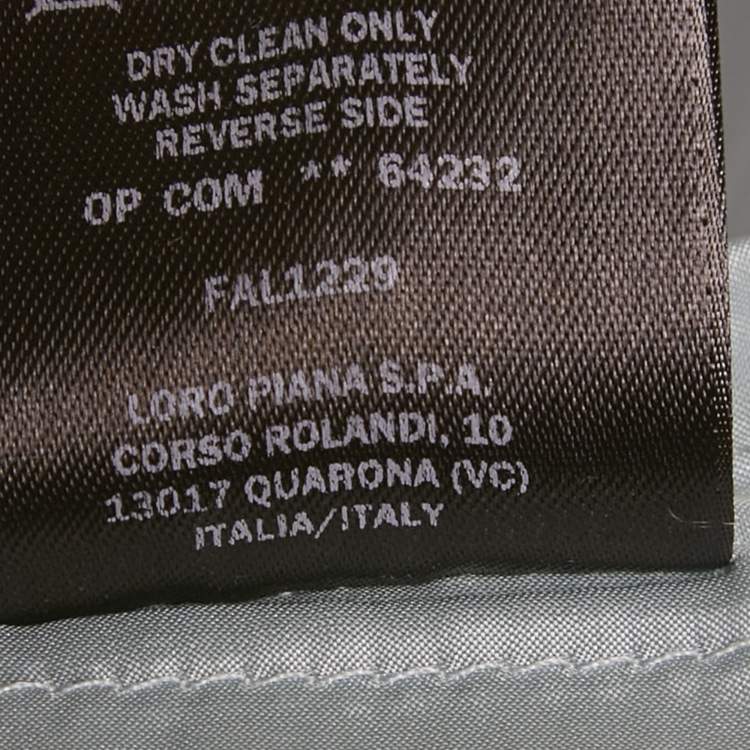 DRY CLEAN ONLY
WASH SEPARATELY
REVERSE SIDE
OP COM ** 64232
FAL1229
LORO PIANA S.P.A.
CORSO ROLANDI, 10
13017 QUARONA (VC)
ITALIA/ITALY